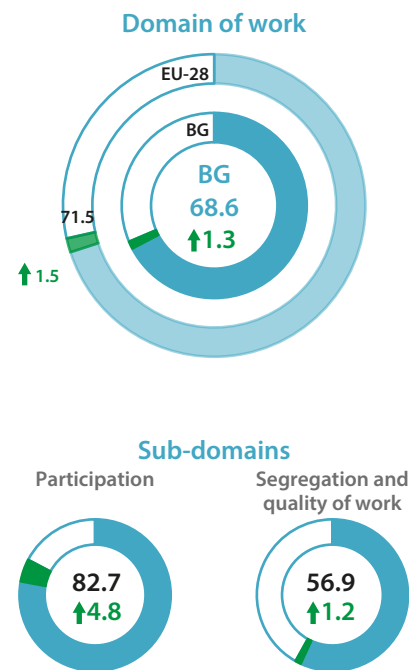 Domain of work
EU-28
BG
BG
68.6
1.3
71.5
1.5
Sub-domains
Participation
Segregation and
quality of work
82.7
4.8
56.9
1.2